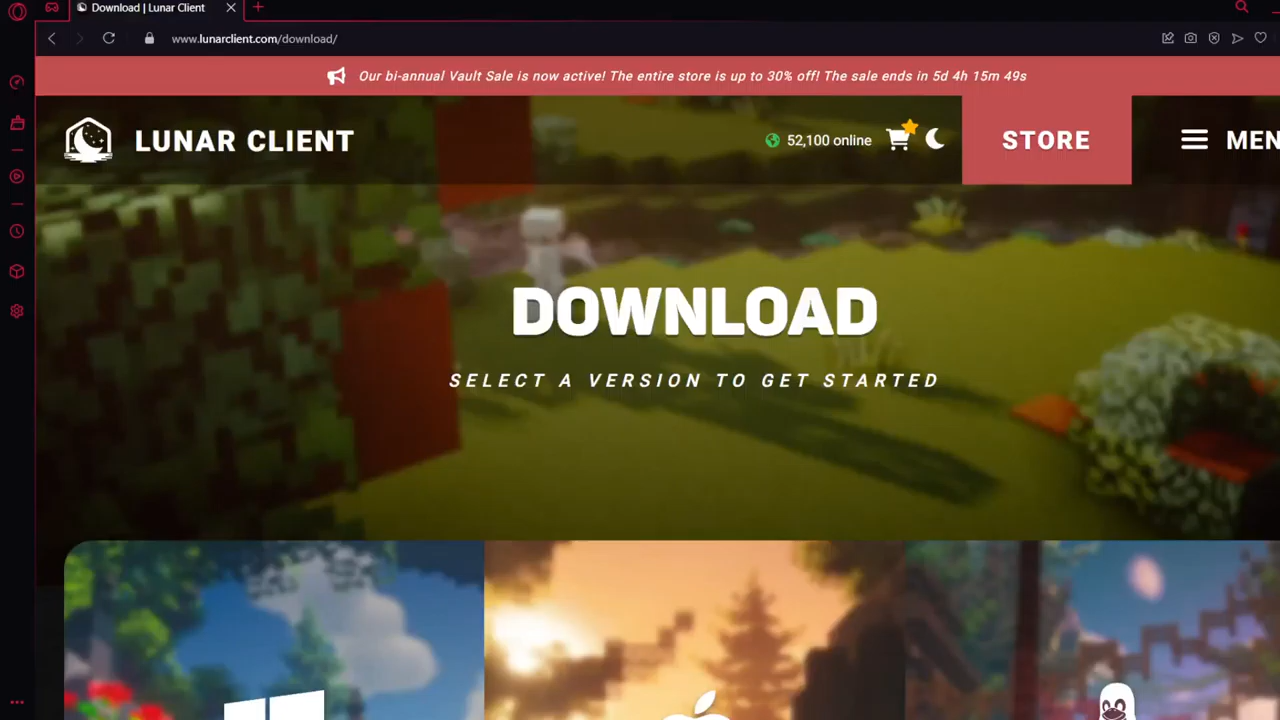 Download | Lunar Client
www.lunarclient.com/download/
Our bi-annual Vault Sale is now active! The entire store is up to 30% off! The sale ends in 5d 4h 15m 49s
LUNAR CLIENT
52,100 online
STORE
MEN
DOWNLOAD
SELECT A VERSION TO GET STARTED